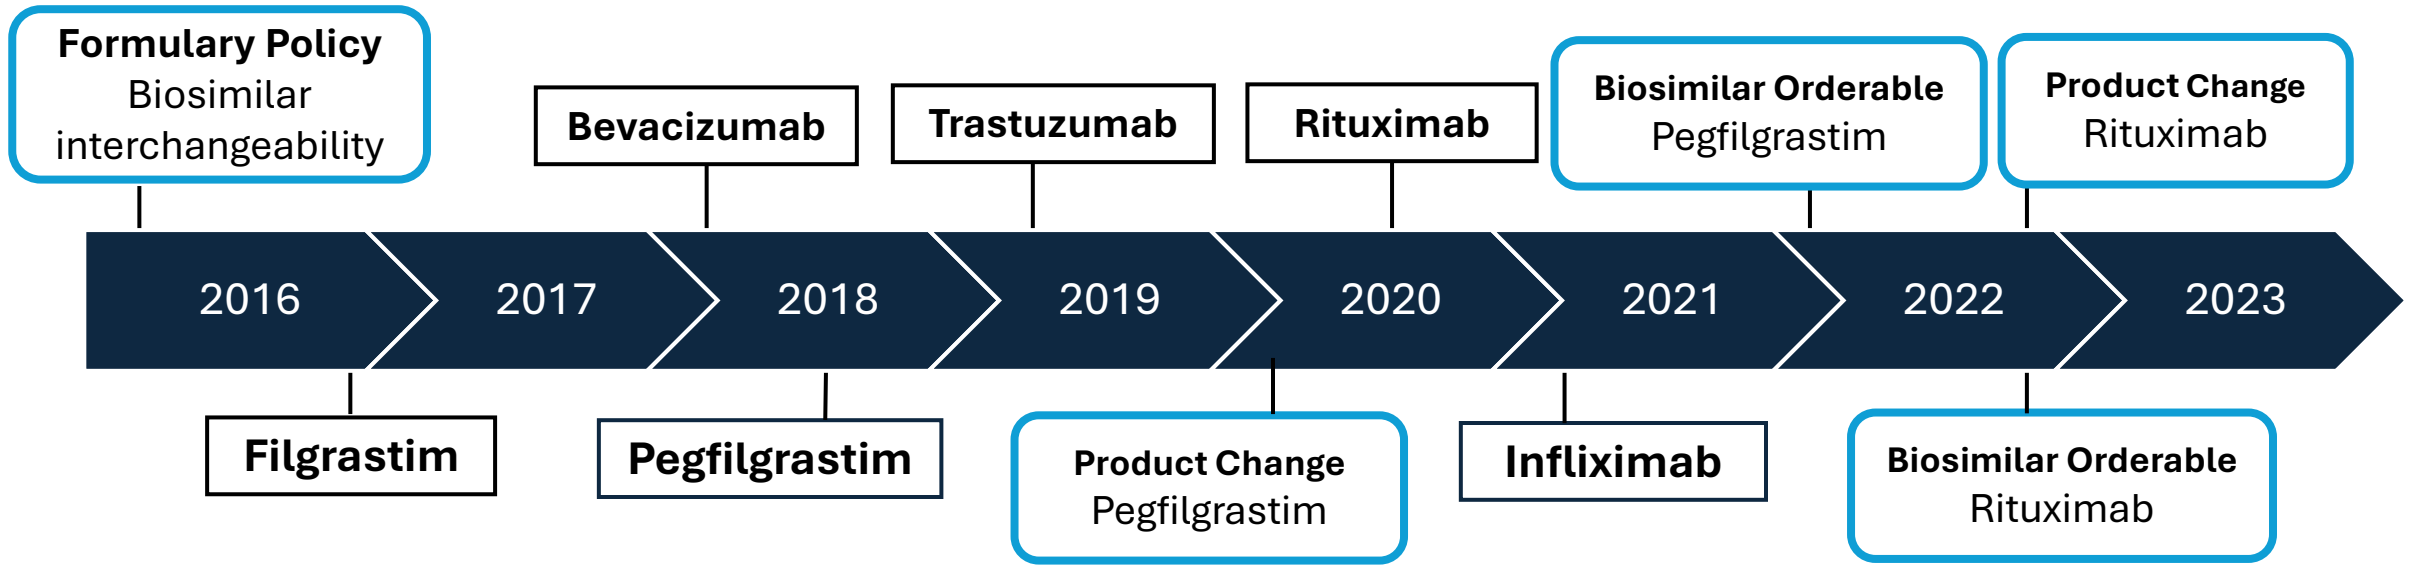 Formulary Policy
Biosimilar
interchangeability
Bevacizumab
Trastuzumab
Rituximab
Biosimilar Orderable
Pegfilgrastim
Product Change
Rituximab
2016
2017
2018
2019
2020
2021
2022
2023
Filgrastim
Pegfilgrastim
Product Change
Pegfilgrastim
Infliximab
Biosimilar Orderable
Rituximab